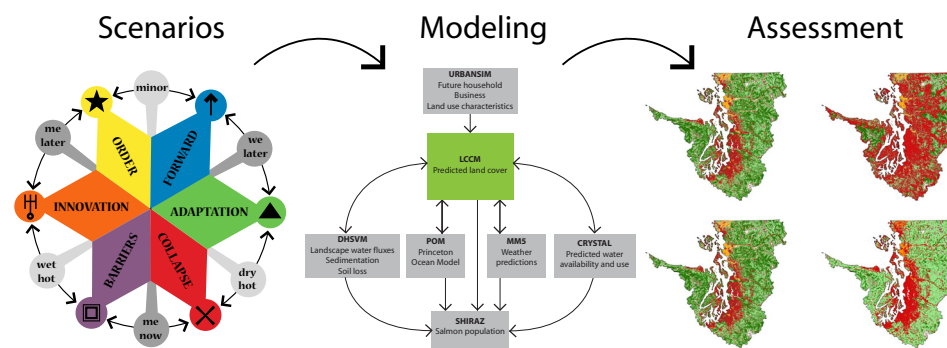 Scenarios
Modeling
Assessment
minor
me
later
we
later
ORDER
FORWARD
INNOVATION
ADAPTATION
BARRIERS
COLLAPSE
wet
hot
dry
hot
me
now
URBANSIM
Future household
Business
Land use characteristics
LCCM
Predicted land cover
DHSVM
Landscape water fluxes
Sedimentation
Soil loss
POM
Princeton
Ocean Model
MM5
Weather
predictions
CRYSTAL
Predicted water
availability and use
SHIRAZ
Salmon population